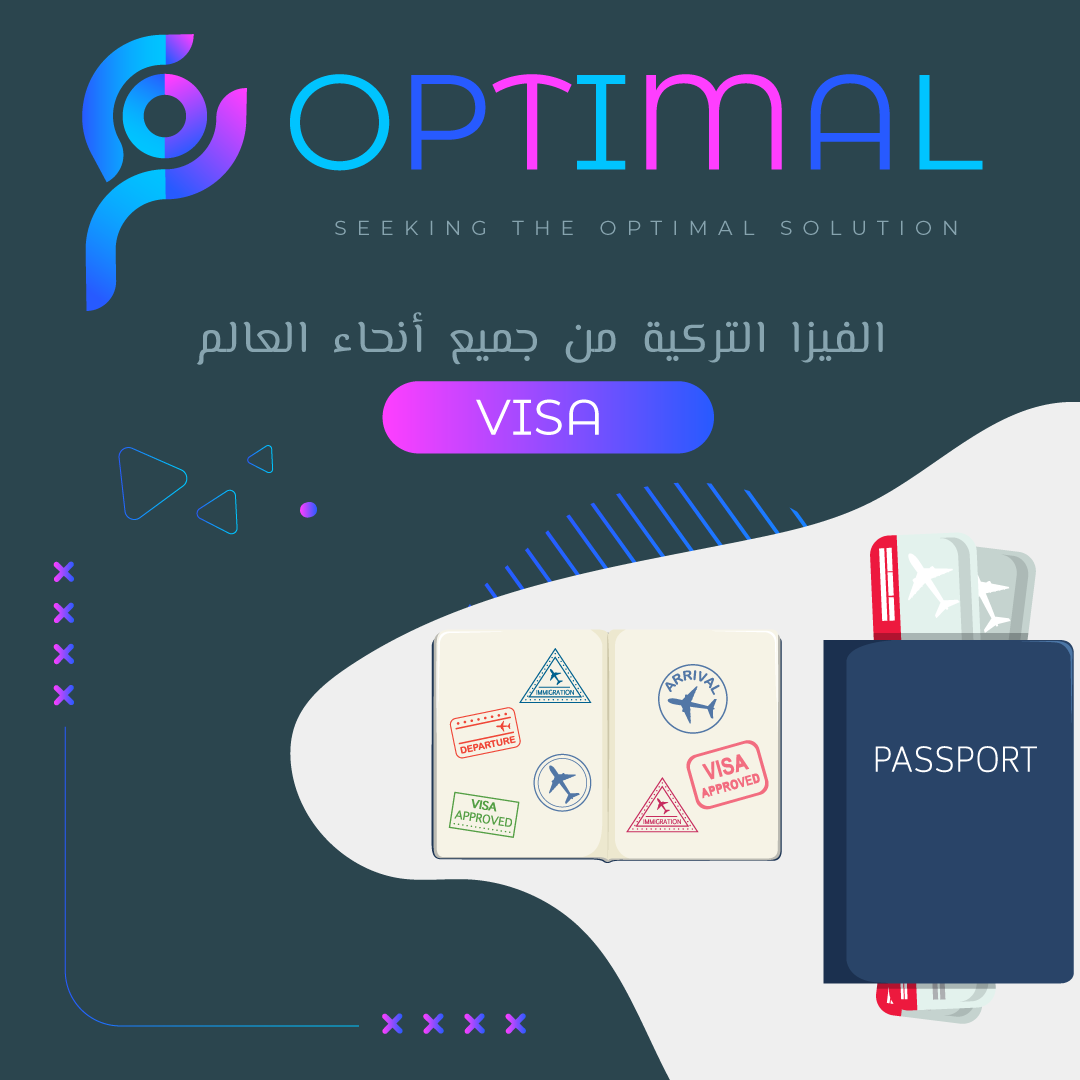 OPTIMAL
SEEKING THE OPTIMAL SOLUTION
الفيزا التركية من جميع أنحاء العالم
VISA
IMMIGRATION
ARRIVAL
DEPARTURE
VISA
APPROVED
VISA
APPROVED
IMMIGRATION
PASSPORT